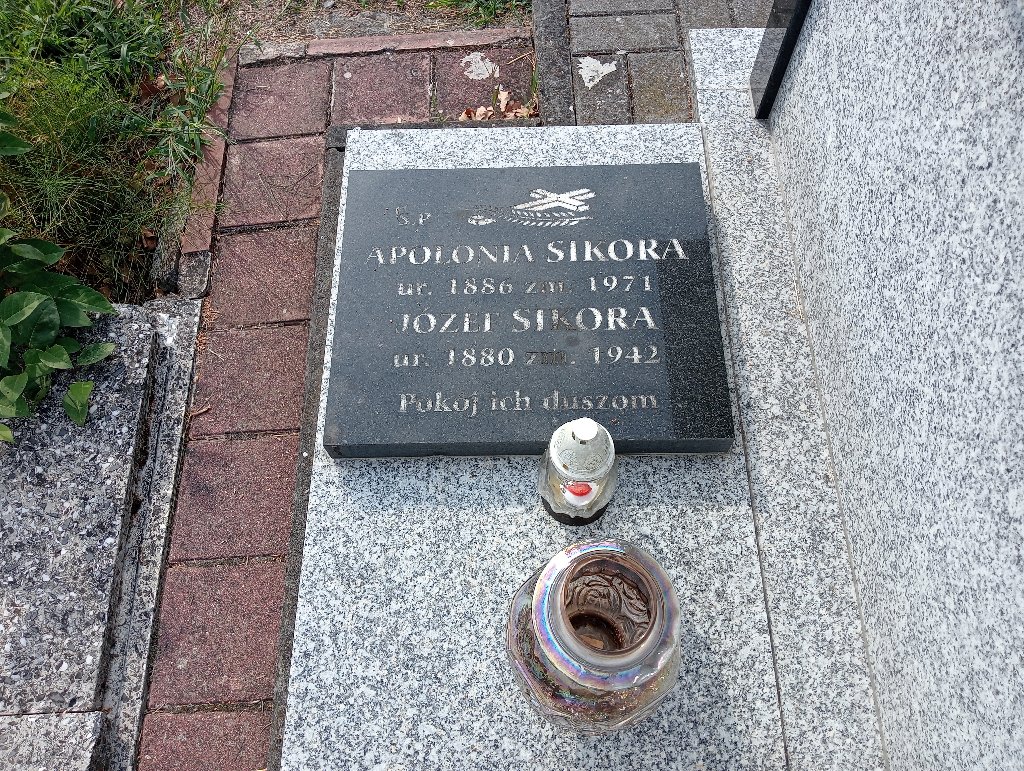 Ś.P.
APOLONIA SIKORA
ur. 1886 zm. 1971
JÓZEF SIKORA
ur. 1880 zm. 1942
Pokój ich duszom